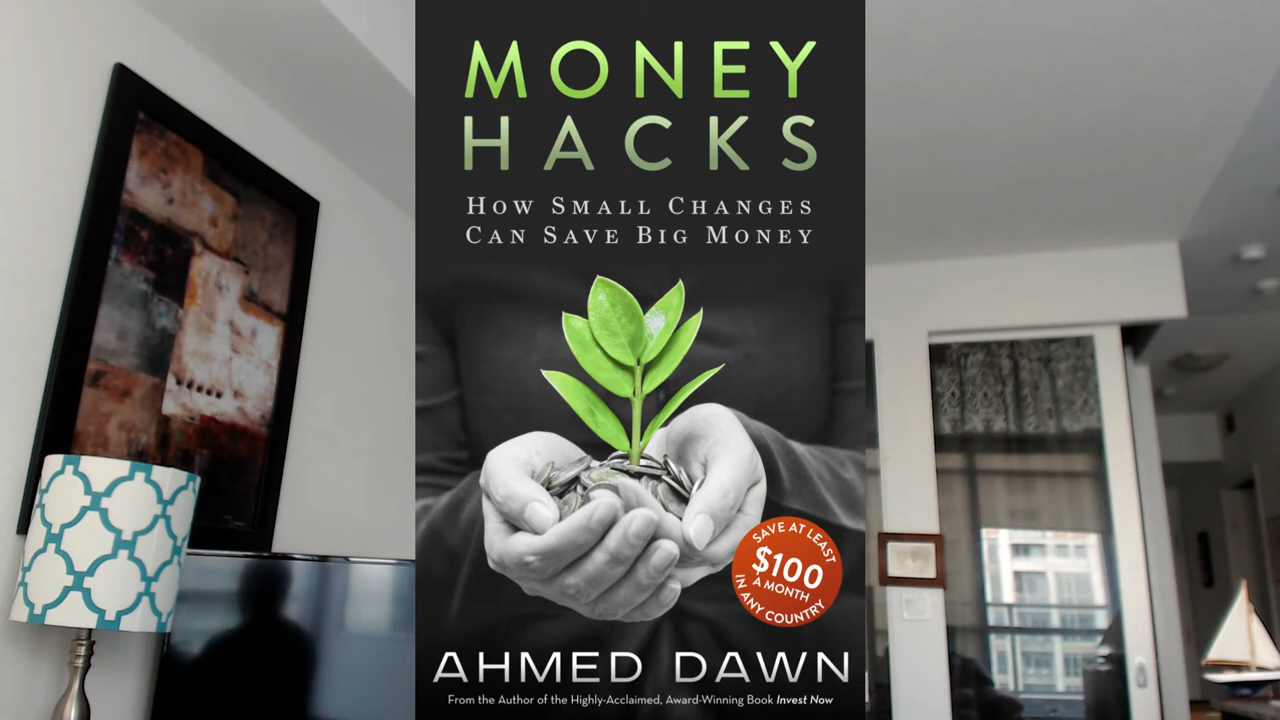 MONEY
HACKS
How Small Changes
Can Save Big Money
SAVE AT LEAST
$100
A MONTH
IN ANY COUNTRY
AHMED DAWN
From the Author of the Highly-Acclaimed, Award-Winning Book Invest Now